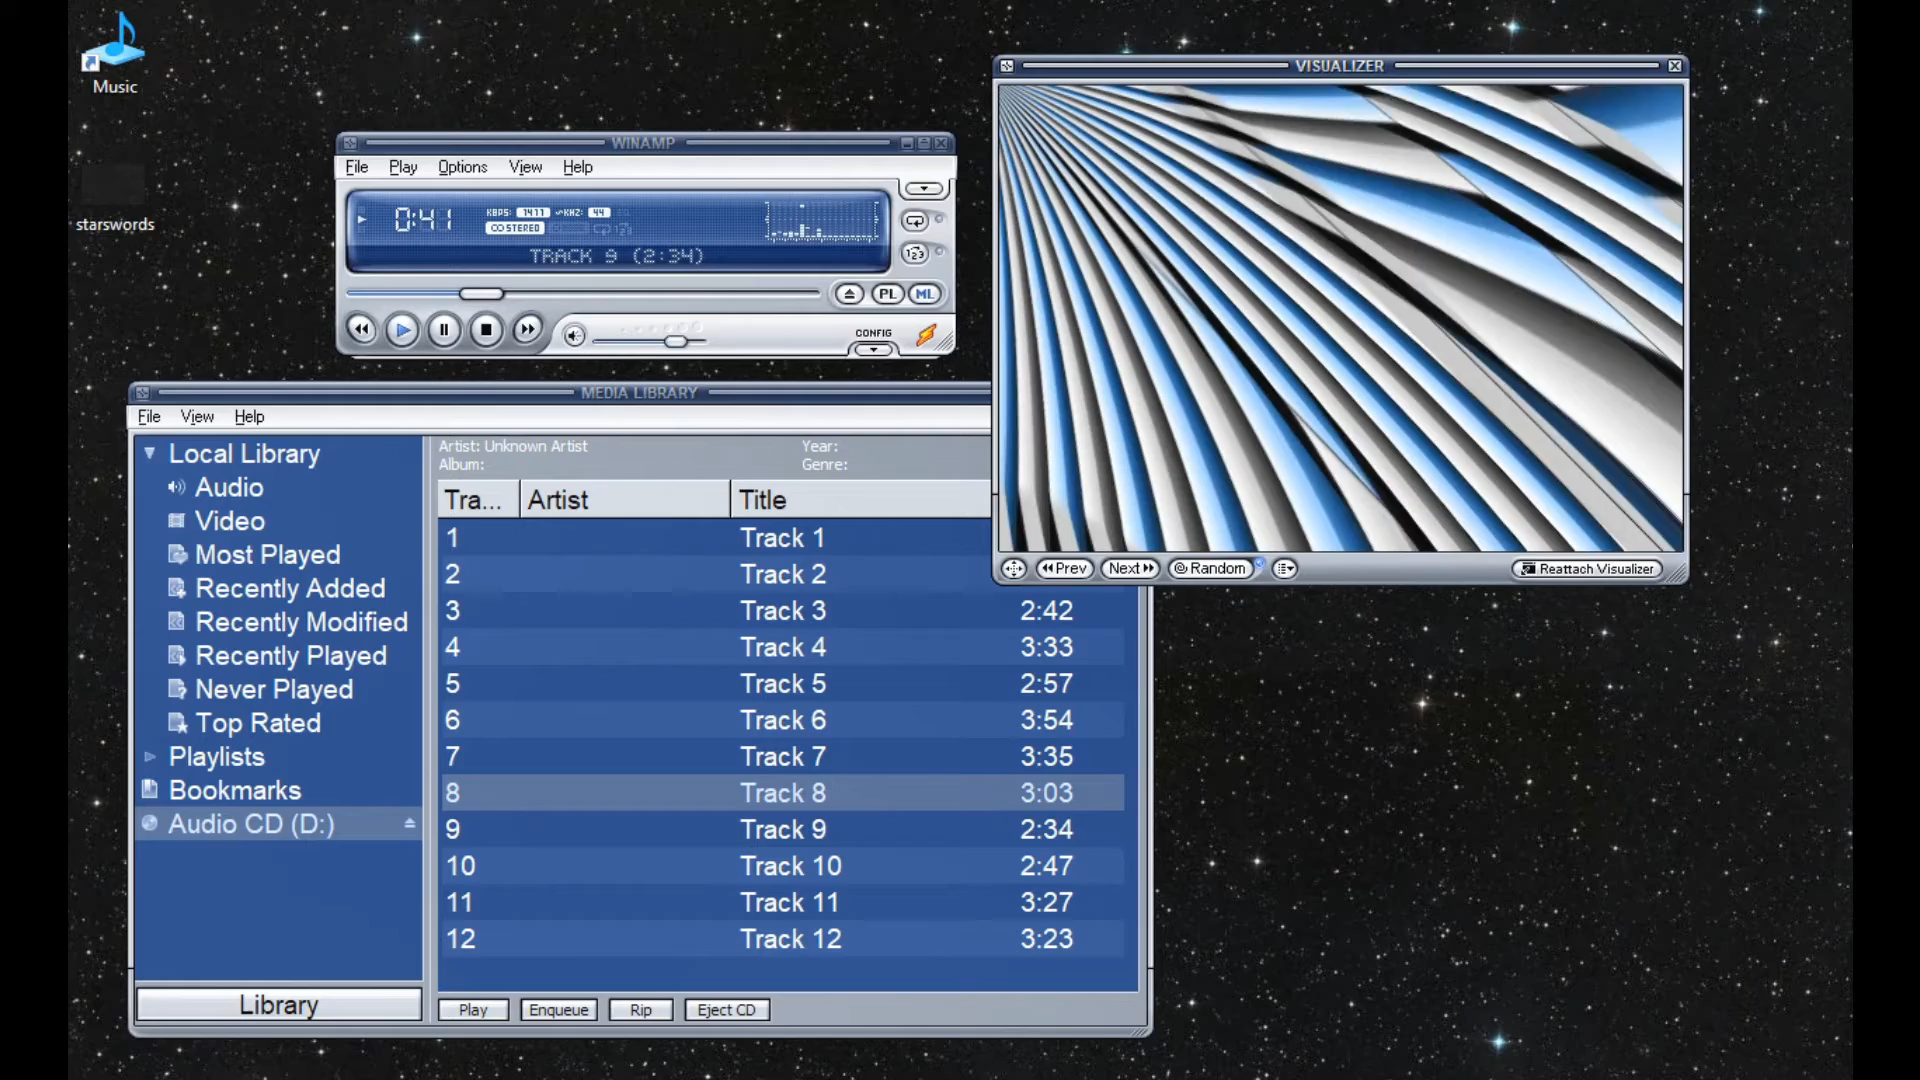 Music
starswords
WINAMP
File Play Options View Help
0:41
KBPS: 1411 KHZ: 44
STEREO
TRACK 9 (2:34)
123
PL ML
CONFIG
VISUALIZER
Prev Next Random Reattach Visualizer
MEDIA LIBRARY
File View Help
Local Library
Audio
Video
Most Played
Recently Added
Recently Modified
Recently Played
Never Played
Top Rated
Playlists
Bookmarks
Audio CD (D:)
Library
Artist: Unknown Artist Year:
Album: Genre:
Tra... Artist Title
1 Track 1
2 Track 2
3 Track 3 2:42
4 Track 4 3:33
5 Track 5 2:57
6 Track 6 3:54
7 Track 7 3:35
8 Track 8 3:03
9 Track 9 2:34
10 Track 10 2:47
11 Track 11 3:27
12 Track 12 3:23
Play Enqueue Rip Eject CD